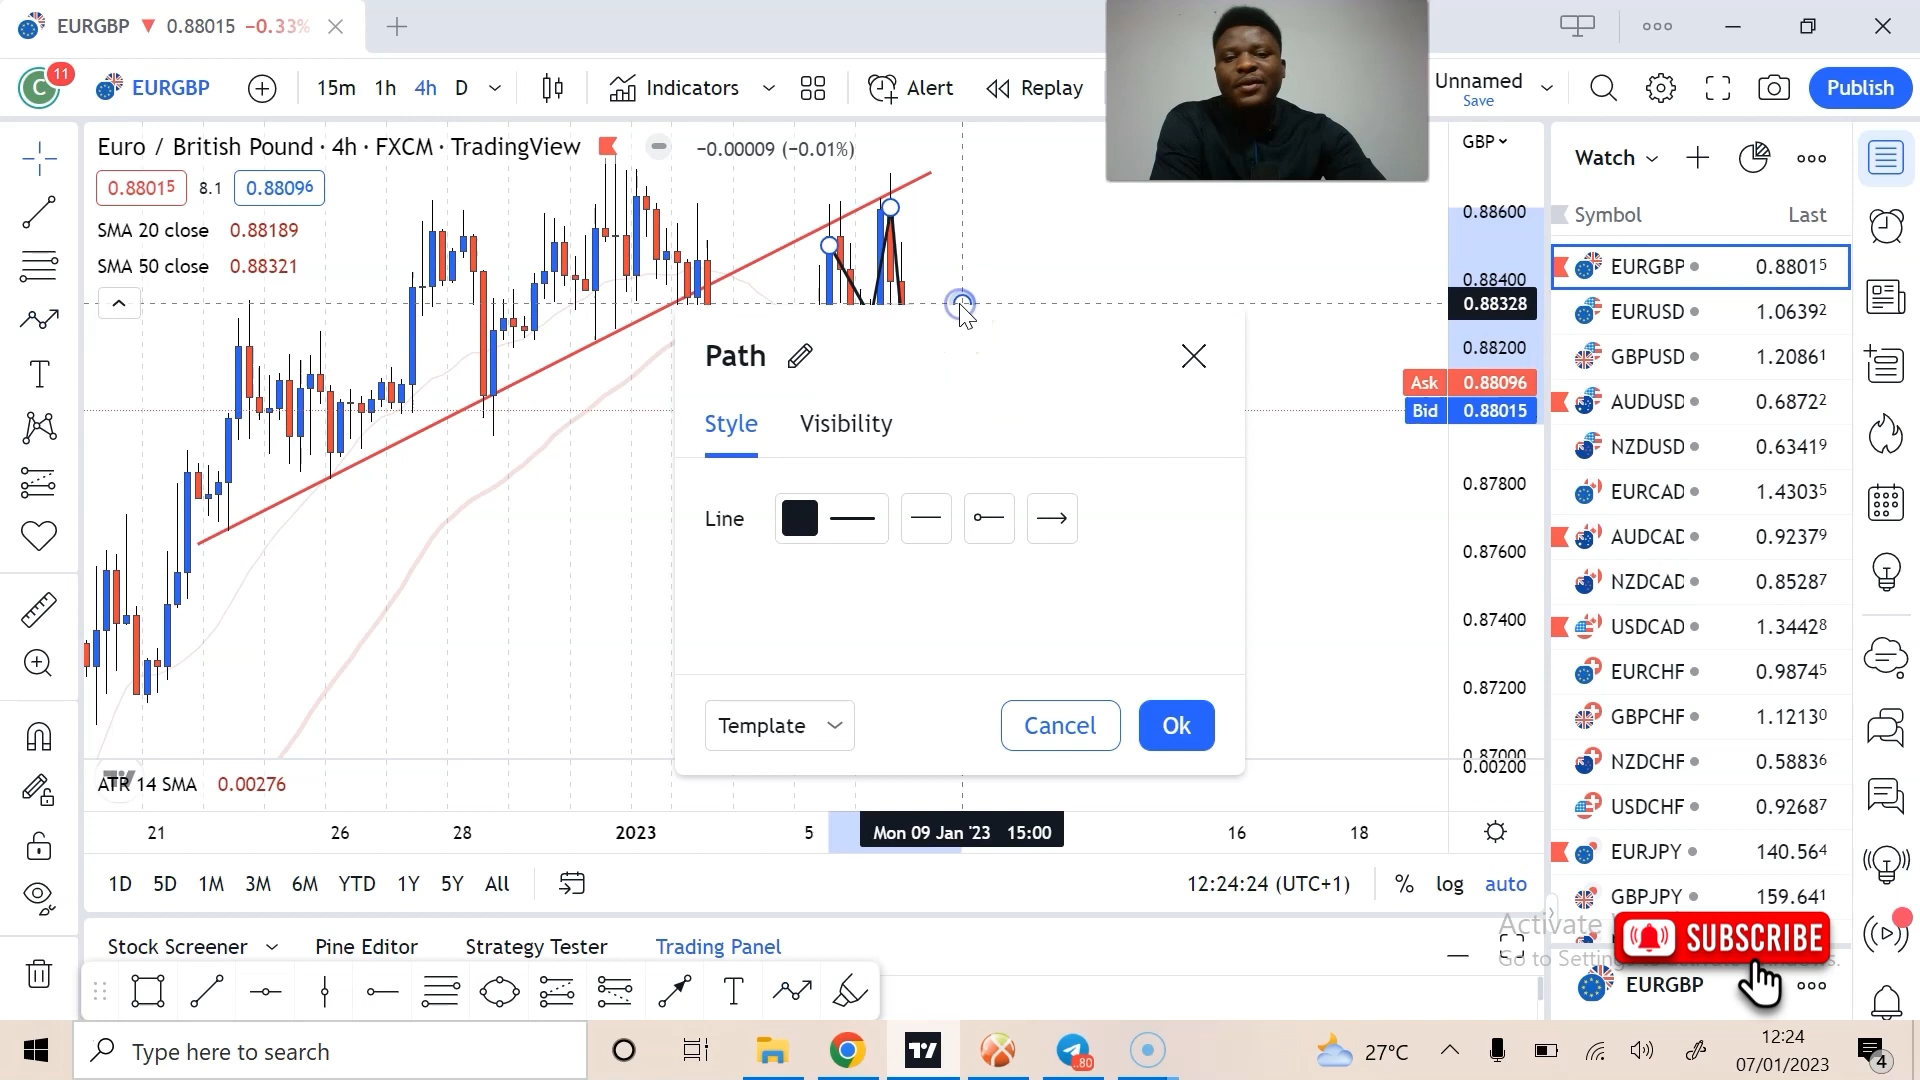 EURGBP 0.88015 −0.33%
C 11 EURGBP 15m 1h 4h D Indicators Alert Replay Unnamed Save Publish
Euro / British Pound · 4h · FXCM · TradingView −0.00009 (−0.01%) GBP
0.88015 8.1 0.88096
SMA 20 close 0.88189
SMA 50 close 0.88321
0.88600
0.88400
0.88328
0.88200
Ask 0.88096
Bid 0.88015
0.87800
0.87600
0.87400
0.87200
0.87000
0.00200
Path
Style Visibility
Line
Template Cancel Ok
ATR 14 SMA 0.00276
21 26 28 2023 5 Mon 09 Jan '23 15:00 16 18
1D 5D 1M 3M 6M YTD 1Y 5Y All 12:24:24 (UTC+1) % log auto
Stock Screener Pine Editor Strategy Tester Trading Panel
Watch
Symbol Last
EURGBP 0.88015
EURUSD 1.06392
GBPUSD 1.20861
AUDUSD 0.68722
NZDUSD 0.63419
EURCAD 1.43035
AUDCAD 0.92379
NZDCAD 0.85287
USDCAD 1.34428
EURCHF 0.98745
GBPCHF 1.12130
NZDCHF 0.58836
USDCHF 0.92687
EURJPY 140.564
GBPJPY 159.641
Activate
Go to
SUBSCRIBE
EURGBP
Type here to search
..80
27°C
12:24
07/01/2023
4